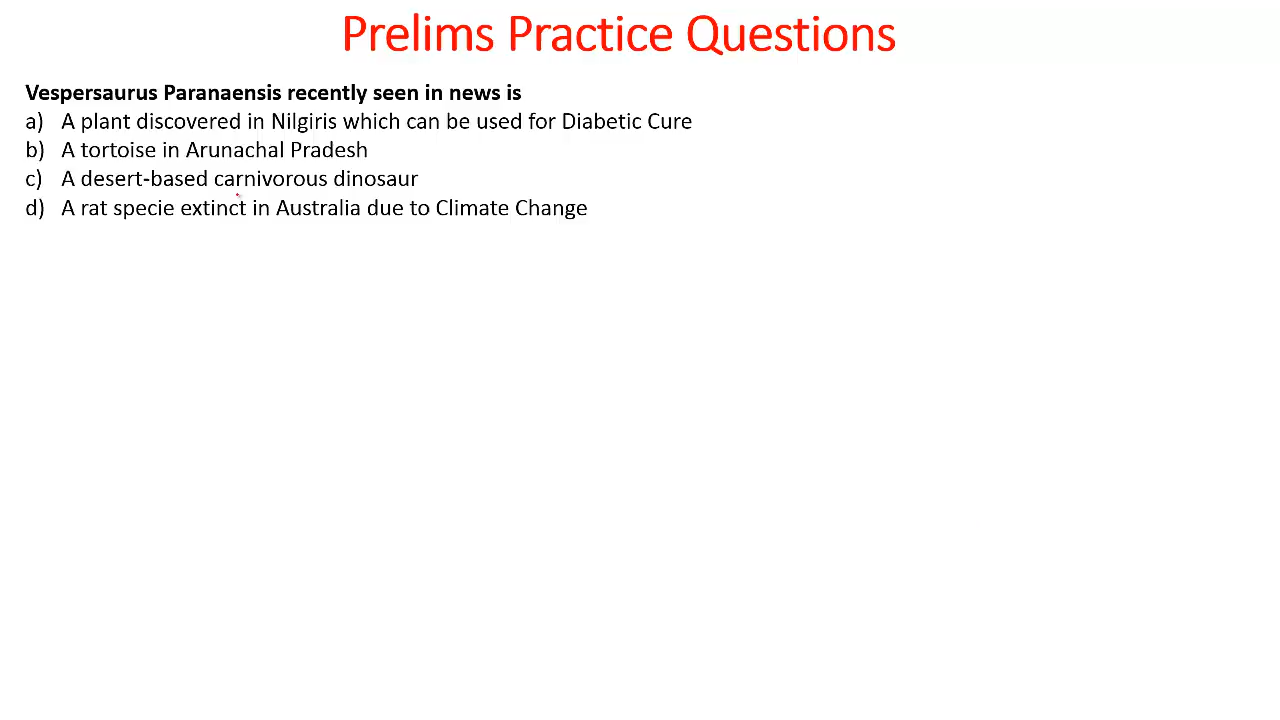 Prelims Practice Questions
Vespersaurus Paranaensis recently seen in news is
a) A plant discovered in Nilgiris which can be used for Diabetic Cure
b) A tortoise in Arunachal Pradesh
c) A desert-based carnivorous dinosaur
d) A rat specie extinct in Australia due to Climate Change